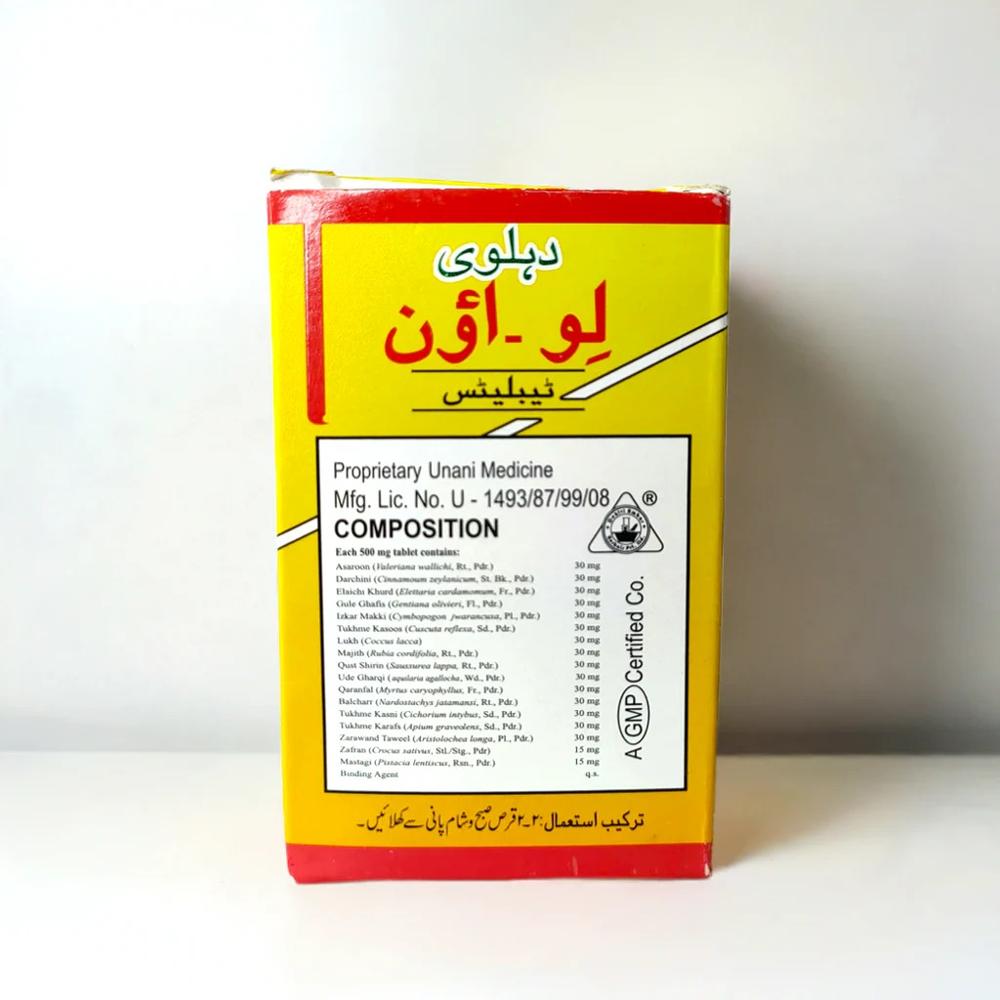 دہلوی
لِو ۔ اؤن
ٹیبلیٹس
Proprietary Unani Medicine
Mfg. Lic. No. U - 1493/87/99/08
®
COMPOSITION
Each 500 mg tablet contains:
Asaroon (Valeriana wallichi, Rt., Pdr.) 30 mg
Darchini (Cinnamoum zeylanicum, St. Bk., Pdr.) 30 mg
Elaichi Khurd (Elettaria cardamomum, Fr., Pdr.) 30 mg
Gule Ghafis (Gentiana olivieri, Fl., Pdr.) 30 mg
Izkar Makki (Cymbopogon jwarancusa, Pl., Pdr.) 30 mg
Tukhme Kasoos (Cuscuta reflexa, Sd., Pdr.) 30 mg
Lukh (Coccus lacca) 30 mg
Majith (Rubia cordifolia, Rt., Pdr.) 30 mg
Qust Shirin (Saussurea lappa, Rt., Pdr.) 30 mg
Ude Gharqi (aquilaria agallocha, Wd., Pdr.) 30 mg
Qaranfal (Myrtus caryophyllus, Fr., Pdr.) 30 mg
Balcharr (Nardostachys jatamansi, Rt., Pdr.) 30 mg
Tukhme Kasni (Cichorium intybus, Sd., Pdr.) 30 mg
Tukhme Karafs (Apium graveolens, Sd., Pdr.) 30 mg
Zarawand Taweel (Aristolochea longa, Pl., Pdr.) 30 mg
Zafran (Crocus sativus, Stl./Stg., Pdr) 15 mg
Mastagi (Pistacia lentiscus, Rsn., Pdr.) 15 mg
Binding Agent q.s.
A GMP Certified Co.
ترکیب استعمال: ۲-۲ قرص صبح و شام پانی سے کھلائیں۔